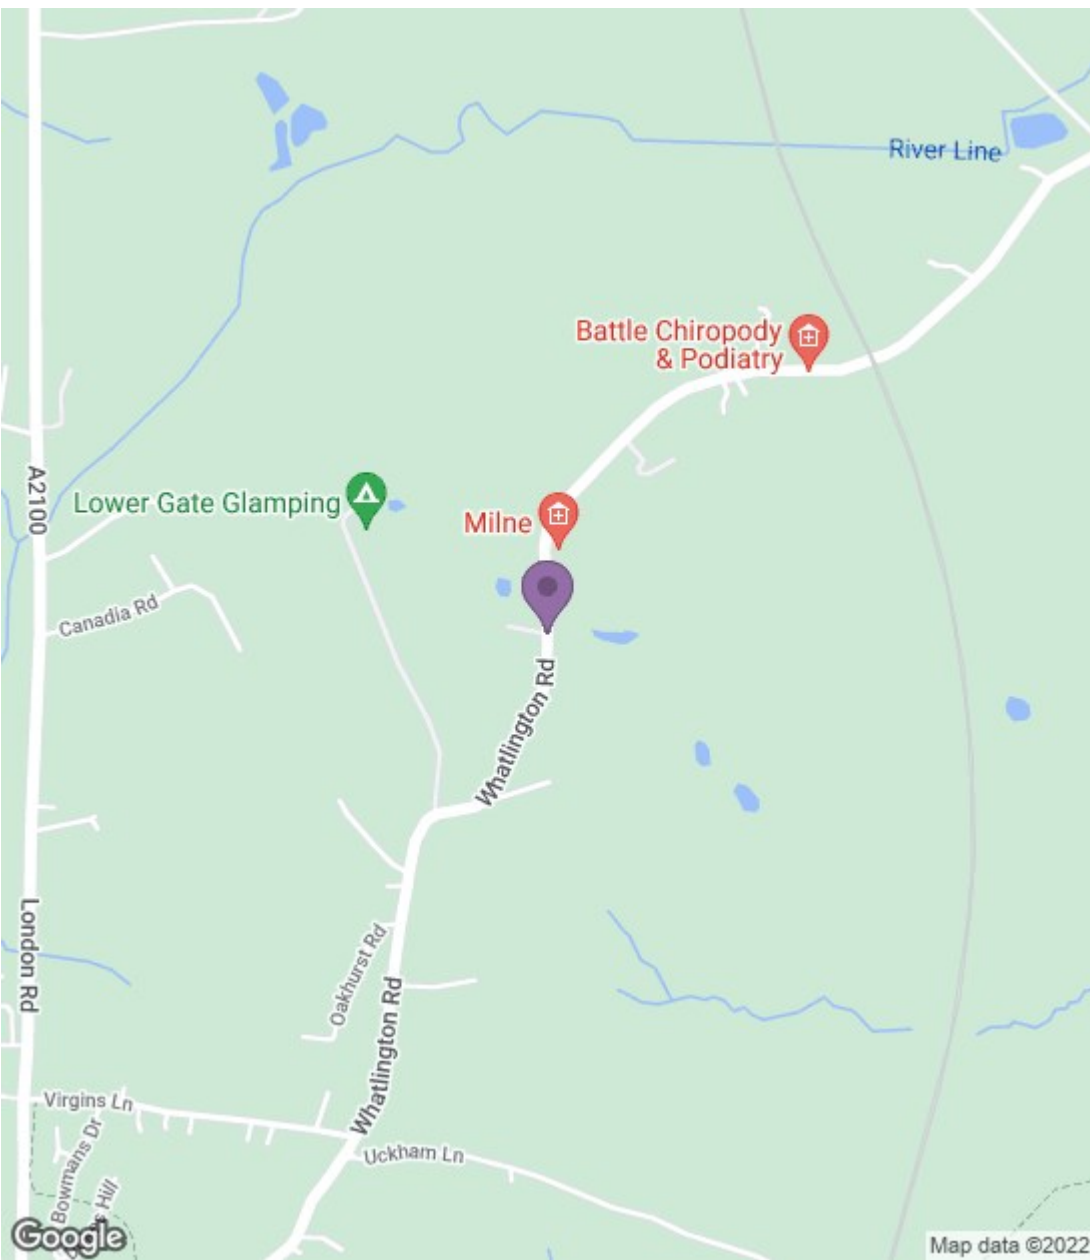 River Line
Battle Chiropody
& Podiatry
A2100
Lower Gate Glamping
Milne
Canadia Rd
Whatlington Rd
London Rd
Oakhurst Rd
Whatlington Rd
Virgins Ln
Bowmans Dr
Uckham Ln
Hill
Google
Map data ©2022